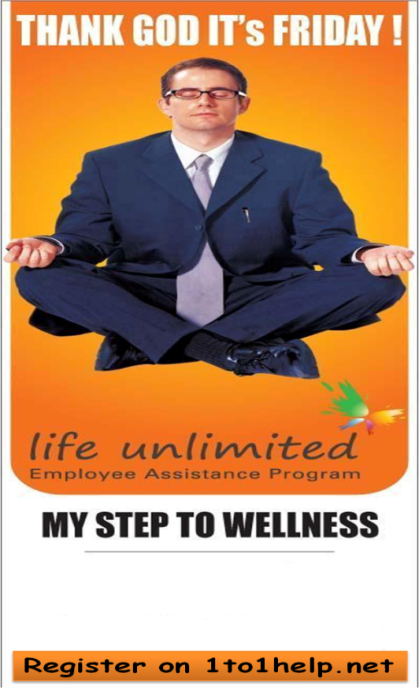 THANK GOD IT's FRIDAY !
life unlimited
Employee Assistance Program
MY STEP TO WELLNESS
Register on 1to1help.net